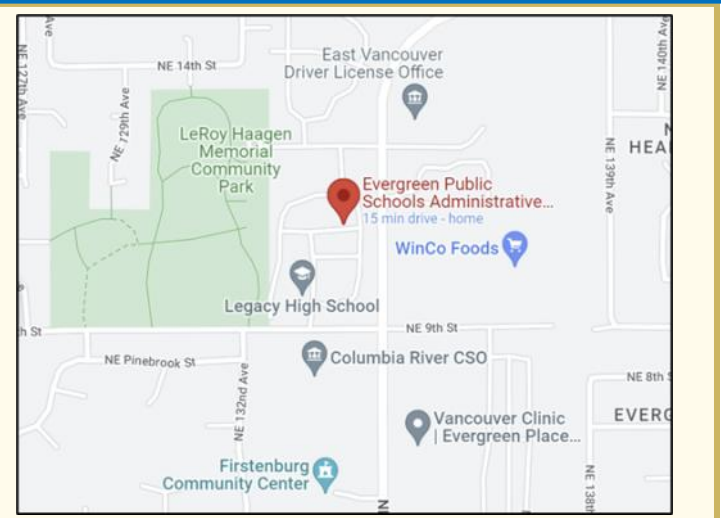 Ave
NE 14th St
East Vancouver
Driver License Office
NE 140th Ave
NE 127th Ave
NE 129th Ave
LeRoy Haagen
Memorial
Community
Park
NE 139th Ave
HEA
Evergreen Public
Schools Administrative...
15 min drive - home
WinCo Foods
Legacy High School
h St
NE 9th St
NE Pinebrook St
Columbia River CSO
NE 132nd Ave
NE 8th
Vancouver Clinic
| Evergreen Place...
EVERG
Firstenburg
Community Center
NE 138th